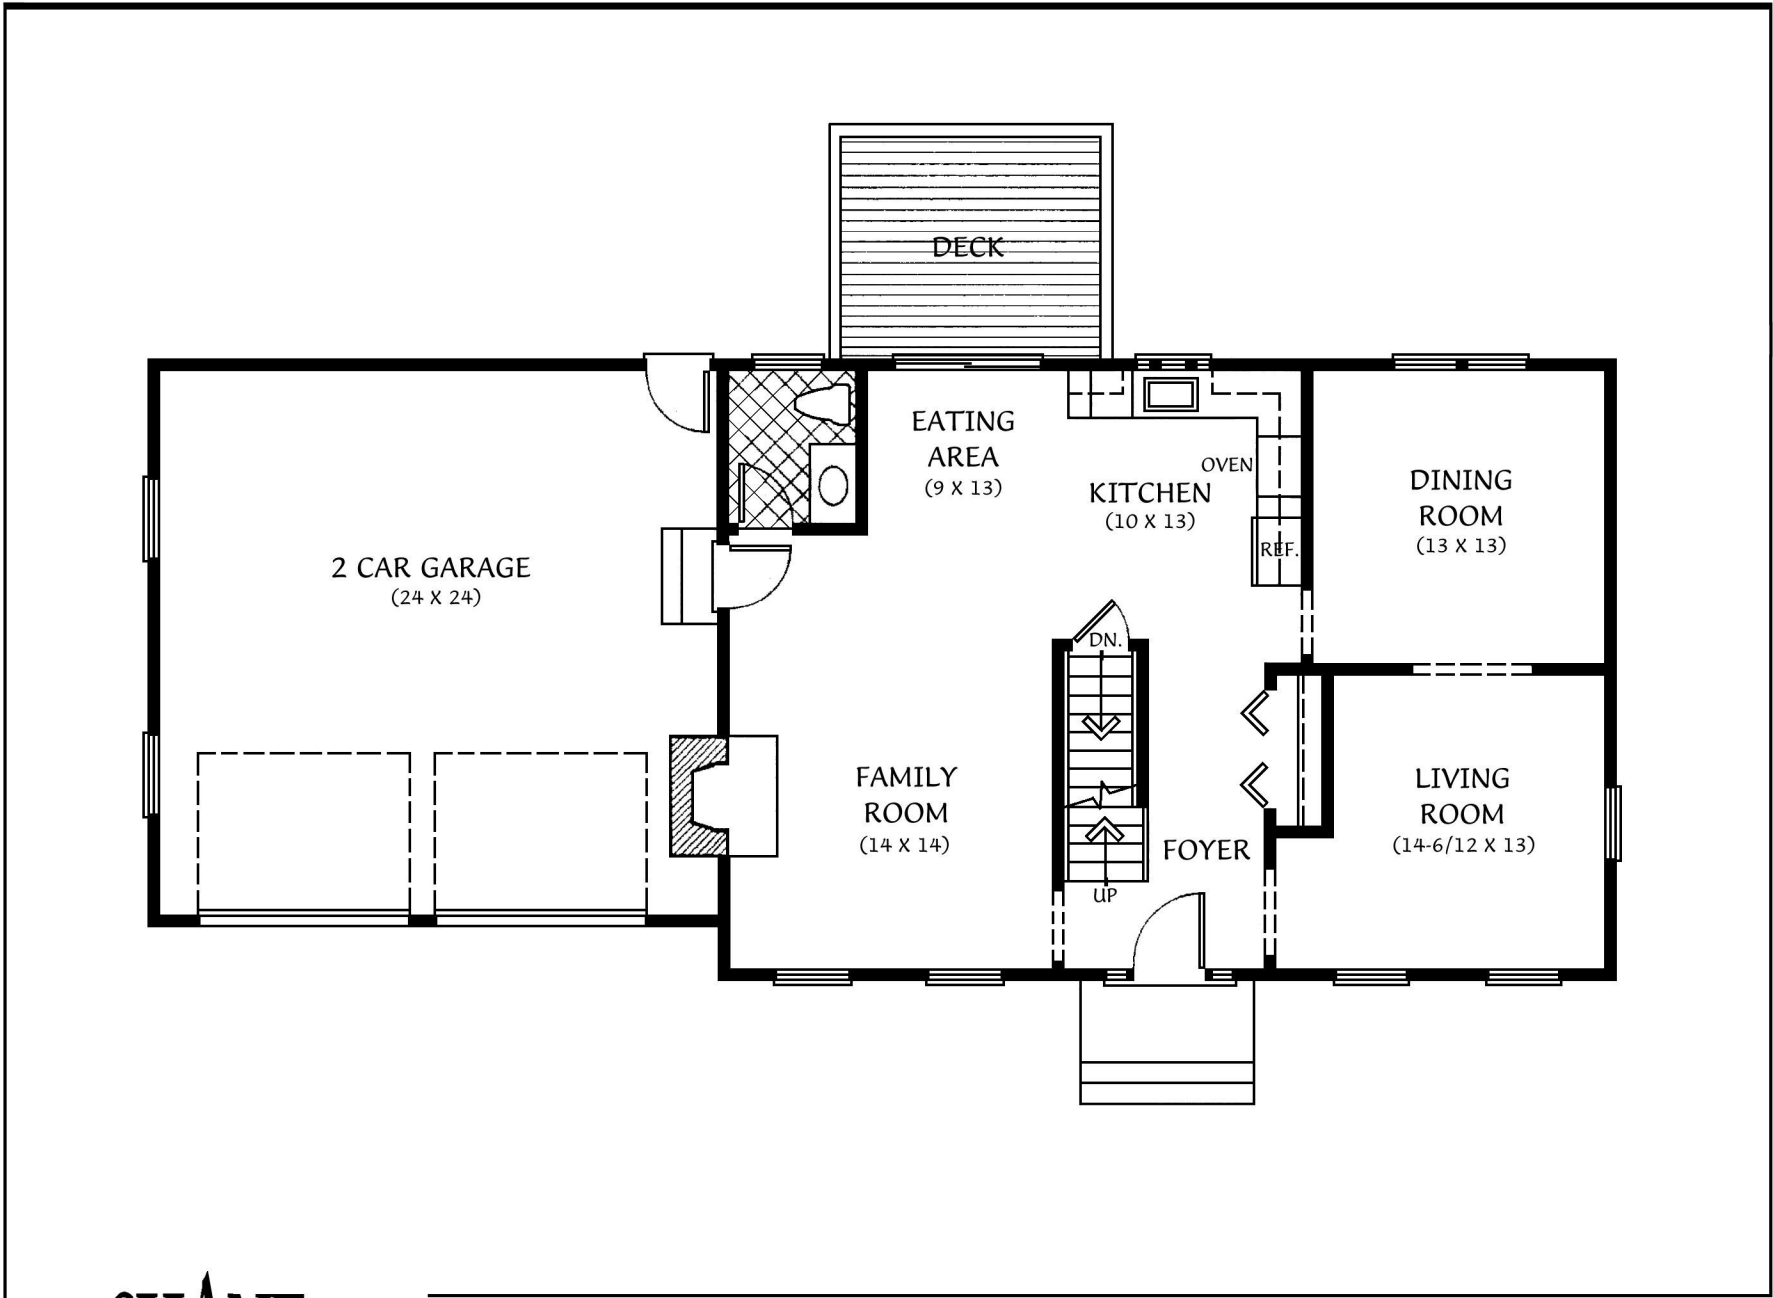 DECK
EATING
AREA
(9 X 13)
OVEN
KITCHEN
(10 X 13)
REF.
DINING
ROOM
(13 X 13)
2 CAR GARAGE
(24 X 24)
DN.
FAMILY
ROOM
(14 X 14)
FOYER
UP
LIVING
ROOM
(14-6/12 X 13)